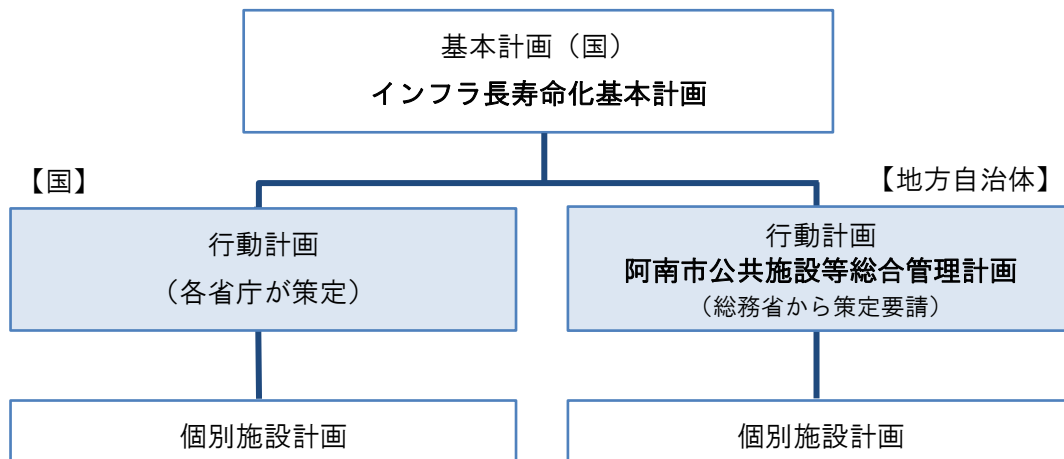 基本計画（国）
インフラ長寿命化基本計画
【国】
【地方自治体】
行動計画
（各省庁が策定）
行動計画
阿南市公共施設等総合管理計画
（総務省から策定要請）
個別施設計画
個別施設計画